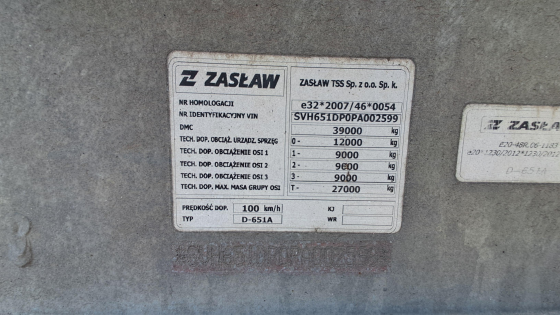 ZASŁAW
ZASŁAW TSS Sp. z o.o. Sp. k.
NR HOMOLOGACJI e32*2007/46*0054
NR IDENTYFIKACYJNY VIN SVH651DP0PA002599
DMC 39000 kg
TECH. DOP. OBCIĄŻ. URZĄDZ. SPRZĘG 0- 12000 kg
TECH. DOP. OBCIĄŻENIE OSI 1 1- 9000 kg
TECH. DOP. OBCIĄŻENIE OSI 2 2- 9000 kg
TECH. DOP. OBCIĄŻENIE OSI 3 3- 9000 kg
TECH. DOP. MAX. MASA GRUPY OSI T- 27000 kg
PRĘDKOŚĆ DOP. 100 km/h KJ
TYP D-651A WR
ZASŁAW
D-651A